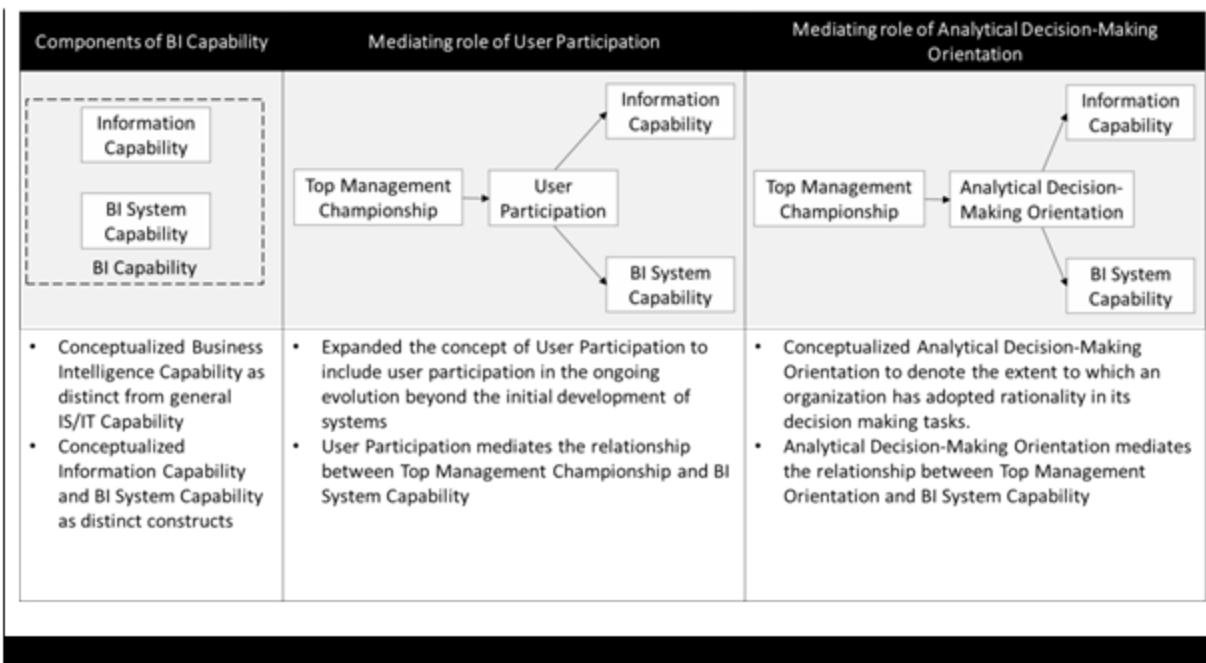 Components of BI Capability
Mediating role of User Participation
Mediating role of Analytical Decision-Making
Orientation
Information
Capability
BI System
Capability
BI Capability
Top Management
Championship
User
Participation
Information
Capability
BI System
Capability
Top Management
Championship
Analytical Decision-
Making Orientation
Information
Capability
BI System
Capability
• Conceptualized Business
Intelligence Capability as
distinct from general
IS/IT Capability
• Conceptualized
Information Capability
and BI System Capability
as distinct constructs
• Expanded the concept of User Participation to
include user participation in the ongoing
evolution beyond the initial development of
systems
• User Participation mediates the relationship
between Top Management Championship and BI
System Capability
• Conceptualized Analytical Decision-Making
Orientation to denote the extent to which an
organization has adopted rationality in its
decision making tasks.
• Analytical Decision-Making Orientation mediates
the relationship between Top Management
Orientation and BI System Capability